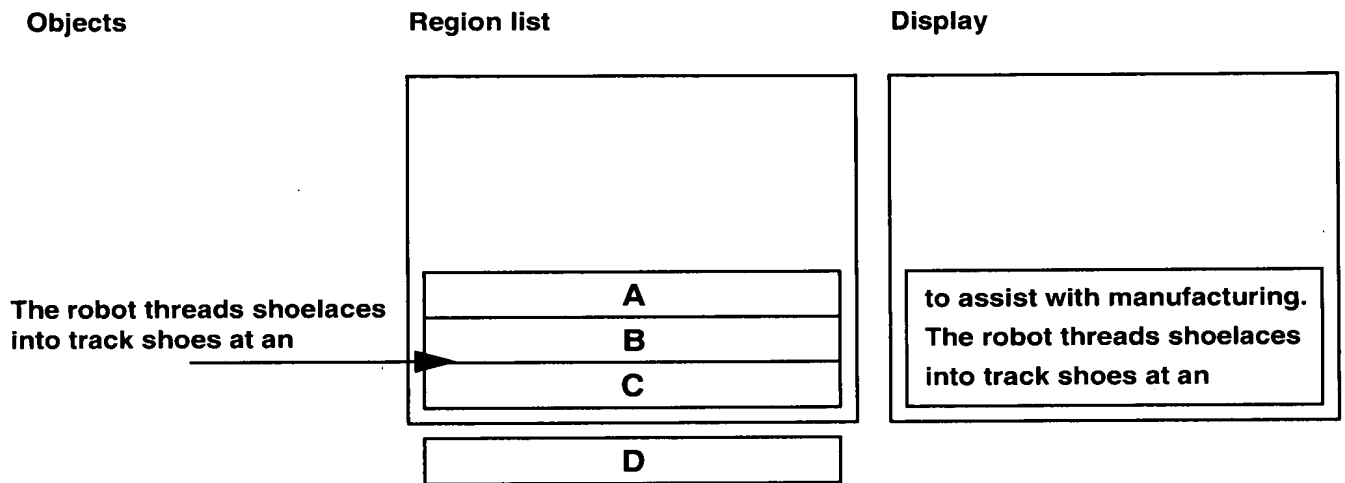 Objects
Region list
Display
The robot threads shoelaces
into track shoes at an
A
B
C
D
to assist with manufacturing.
The robot threads shoelaces
into track shoes at an